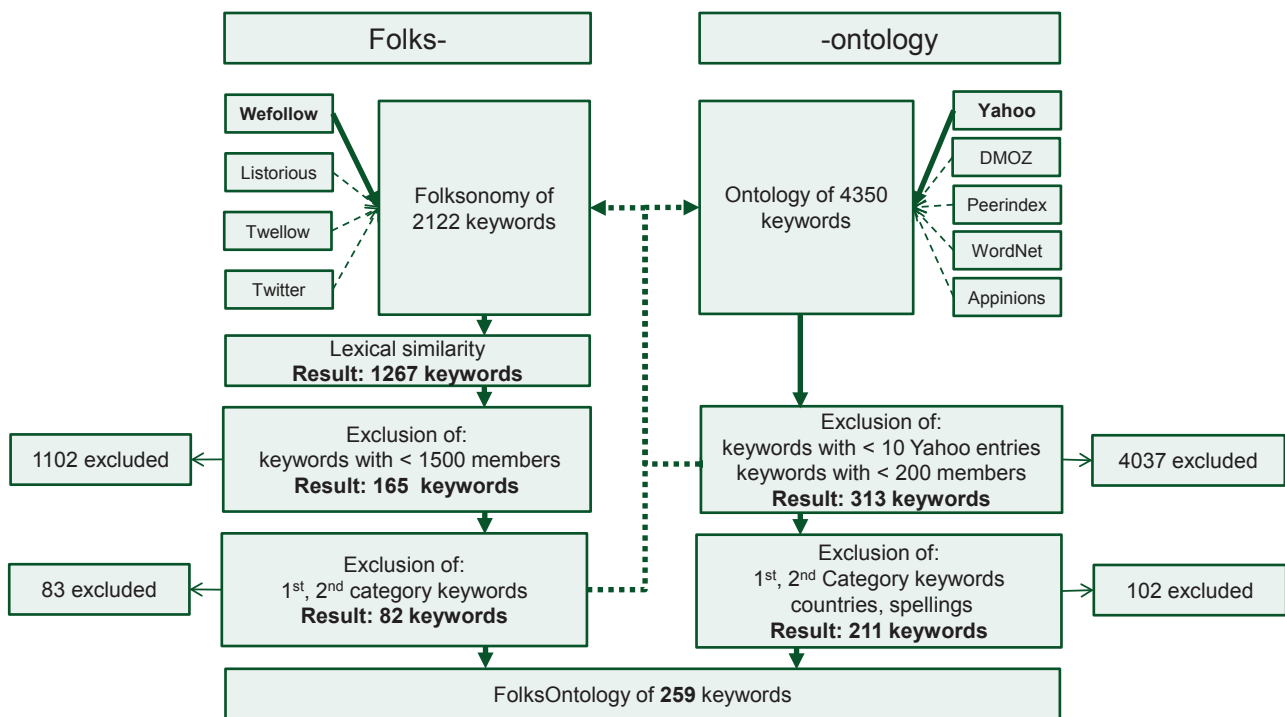 Folks-
-ontology
Wefollow
Listorious
Twellow
Twitter
Folksonomy of
2122 keywords
Ontology of 4350
keywords
Yahoo
DMOZ
Peerindex
WordNet
Appinions
Lexical similarity
Result: 1267 keywords
1102 excluded
Exclusion of:
keywords with < 1500 members
Result: 165 keywords
Exclusion of:
keywords with < 10 Yahoo entries
keywords with < 200 members
Result: 313 keywords
4037 excluded
83 excluded
Exclusion of:
1st, 2nd category keywords
Result: 82 keywords
Exclusion of:
1st, 2nd Category keywords
countries, spellings
Result: 211 keywords
102 excluded
FolksOntology of 259 keywords